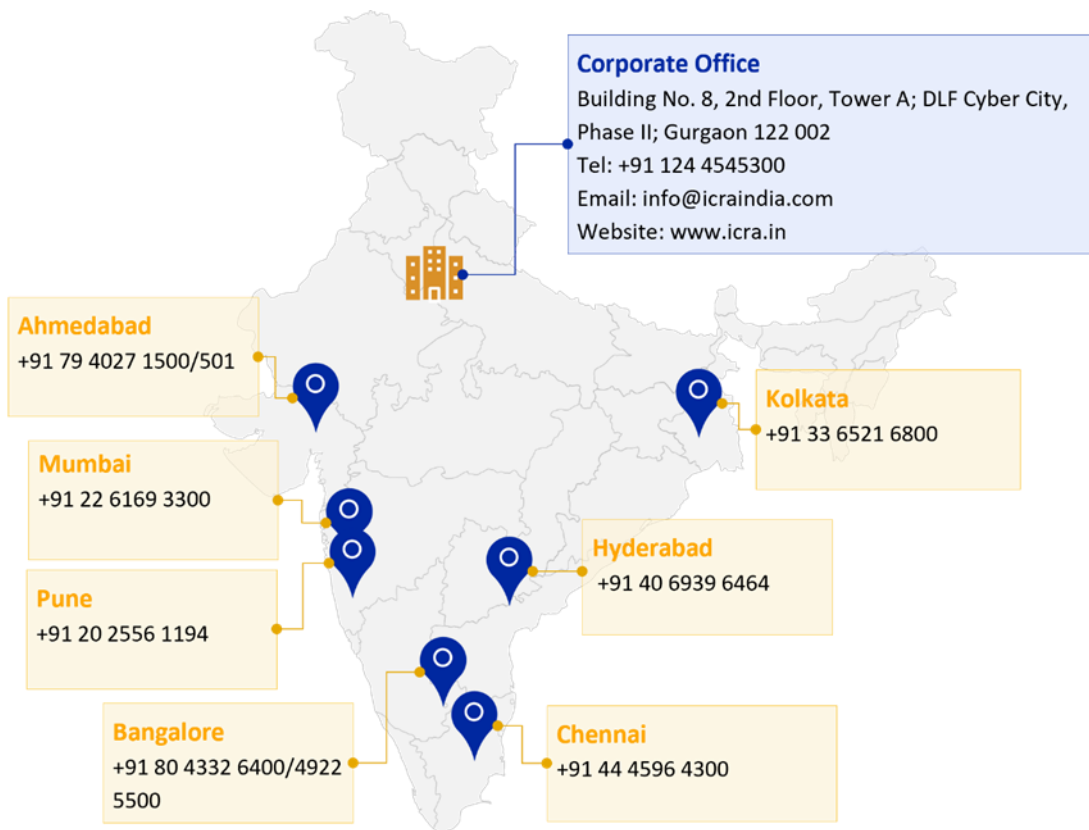 Corporate Office
Building No. 8, 2nd Floor, Tower A; DLF Cyber City,
Phase II; Gurgaon 122 002
Tel: +91 124 4545300
Email: info@icraindia.com
Website: www.icra.in
Ahmedabad
+91 79 4027 1500/501
Kolkata
+91 33 6521 6800
Mumbai
+91 22 6169 3300
Hyderabad
+91 40 6939 6464
Pune
+91 20 2556 1194
Bangalore
+91 80 4332 6400/4922
5500
Chennai
+91 44 4596 4300